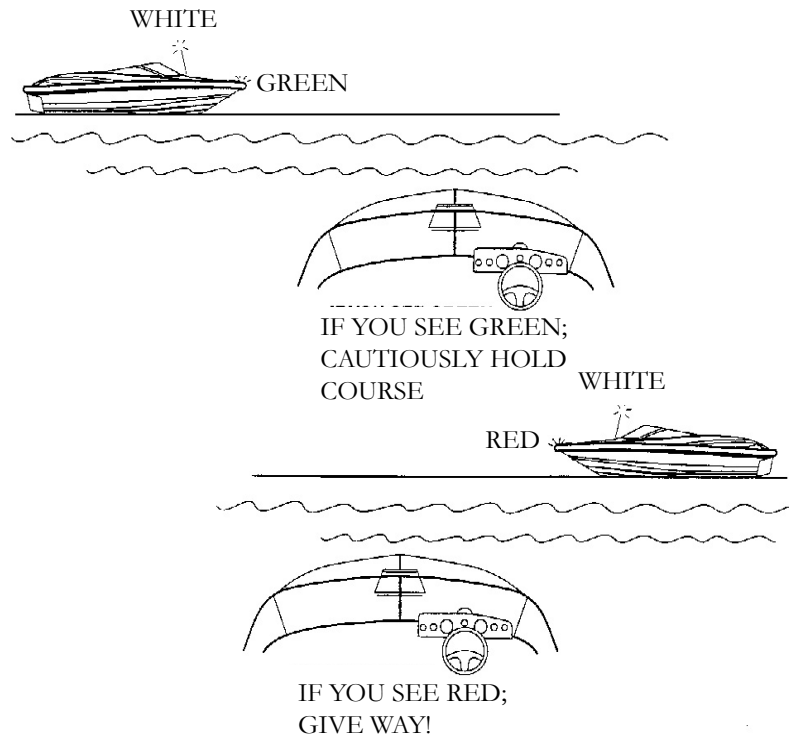 WHITE
GREEN
IF YOU SEE GREEN;
CAUTIOUSLY HOLD
COURSE
WHITE
RED
IF YOU SEE RED;
GIVE WAY!